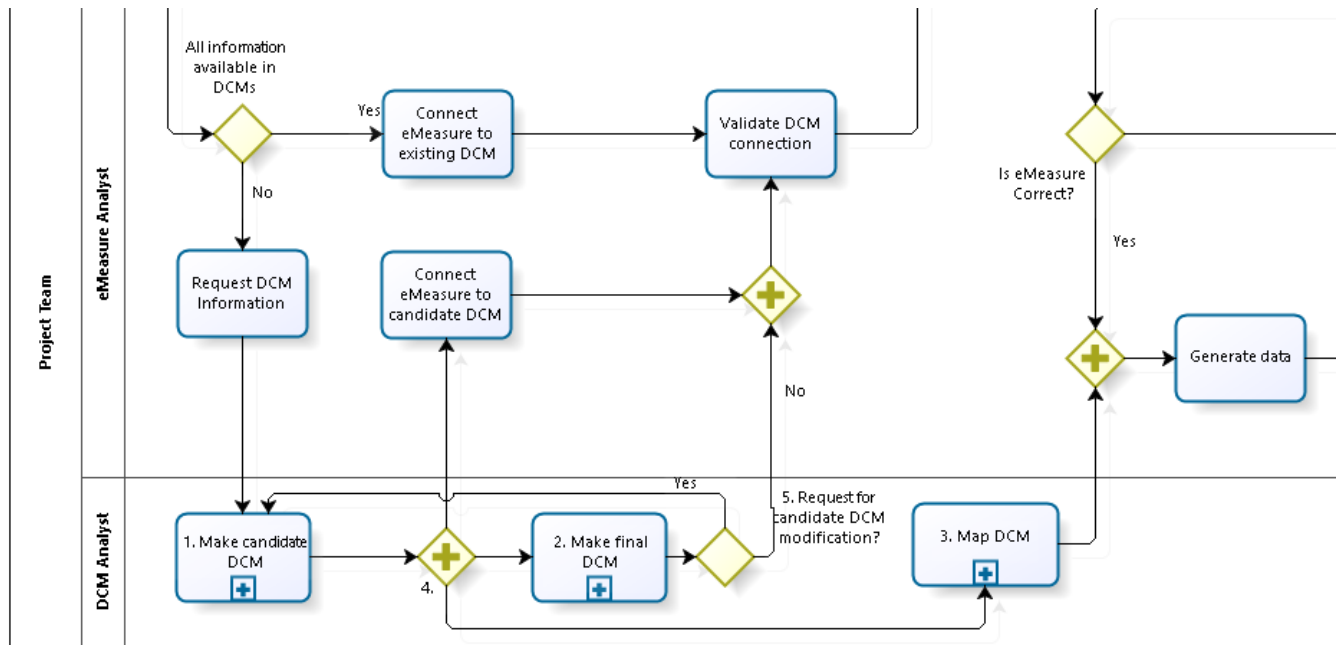 Project Team
eMeasure Analyst
DCM Analyst
All information
available in
DCMs
Yes
Connect
eMeasure to
existing DCM
Validate DCM
connection
No
Is eMeasure
Correct?
Yes
Request DCM
Information
Connect
eMeasure to
candidate DCM
Generate data
No
Yes
5. Request for
candidate DCM
modification?
1. Make candidate
DCM
4.
2. Make final
DCM
3. Map DCM